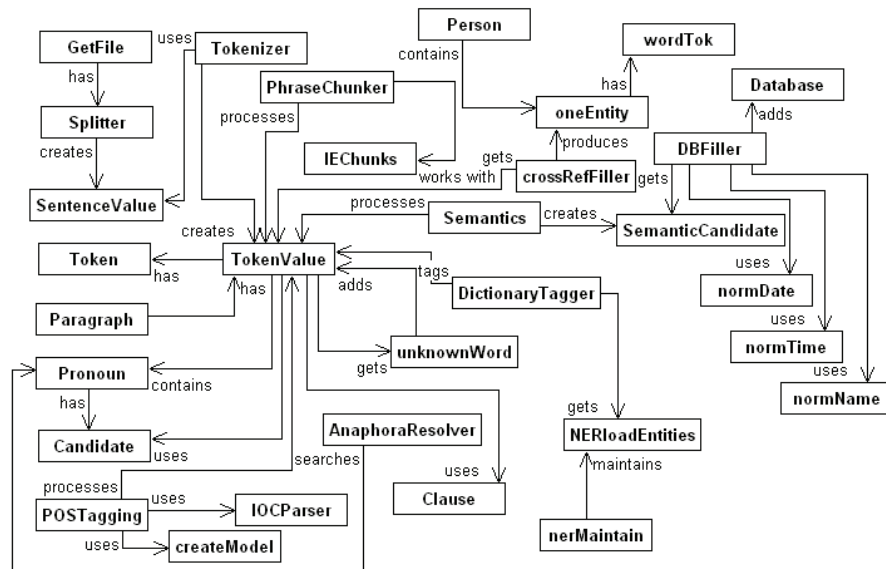 Person
uses
GetFile
Tokenizer
contains
wordTok
has
PhraseChunker
has
Database
processes
oneEntity
adds
Splitter
produces
DBFiller
creates
IEChunks
gets
works with
crossRefFiller
gets
SentenceValue
processes
Semantics
creates
SemanticCandidate
creates
Token
TokenValue
has
has
adds
tags
uses
DictionaryTagger
normDate
Paragraph
uses
unknownWord
normTime
Pronoun
contains
gets
uses
has
normName
AnaphoraResolver
gets
Candidate
uses
searches
NERloadEntities
uses
maintains
processes
uses
Clause
POSTagging
IOCParser
uses
createModel
nerMaintain